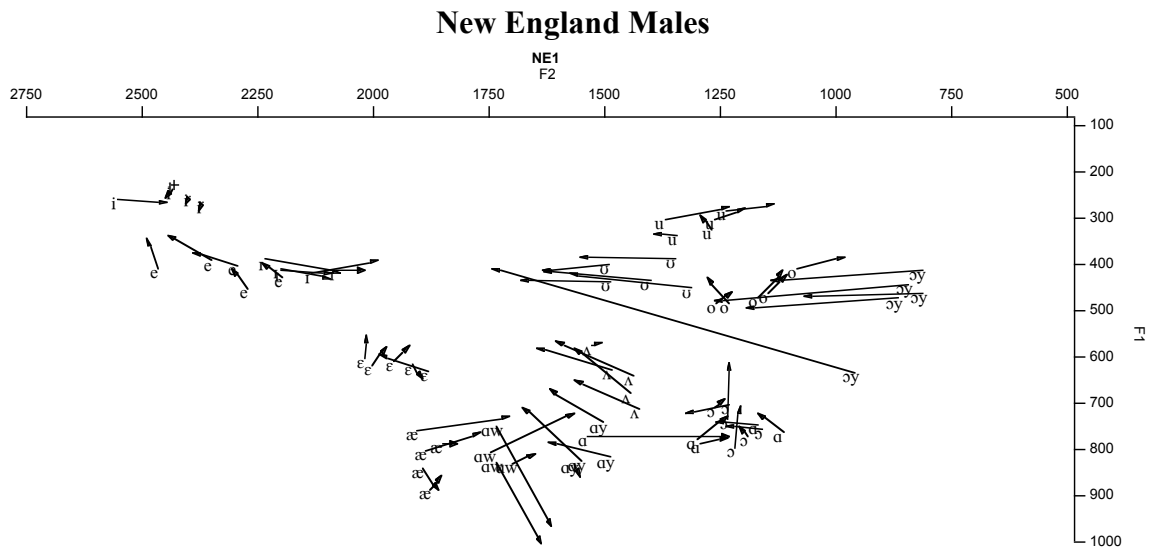 New England Males
NE1
F2
2750 2500 2250 2000 1750 1500 1250 1000 750 500
100
200
300
400
500
600
700
800
900
1000
F1
i
u u
u u
e e e
e e
ɪ
ʊ ʊ ʊ ʊ ʊ
o
o o o o
ɔy
ɔy ɔy
ɔy
ɔy
ɛ ɛ ɛ ɛ ɛ
ʌ
ʌ ʌ
ʌ
æ æ
æ
æ
æ
ɑw
ɑw
ɑw ɑw
ɑy
ɑy ɑy ɑy
ɑ
ɑ ɑ
ɑ
ɔ
ɔ
ɔ ɔ